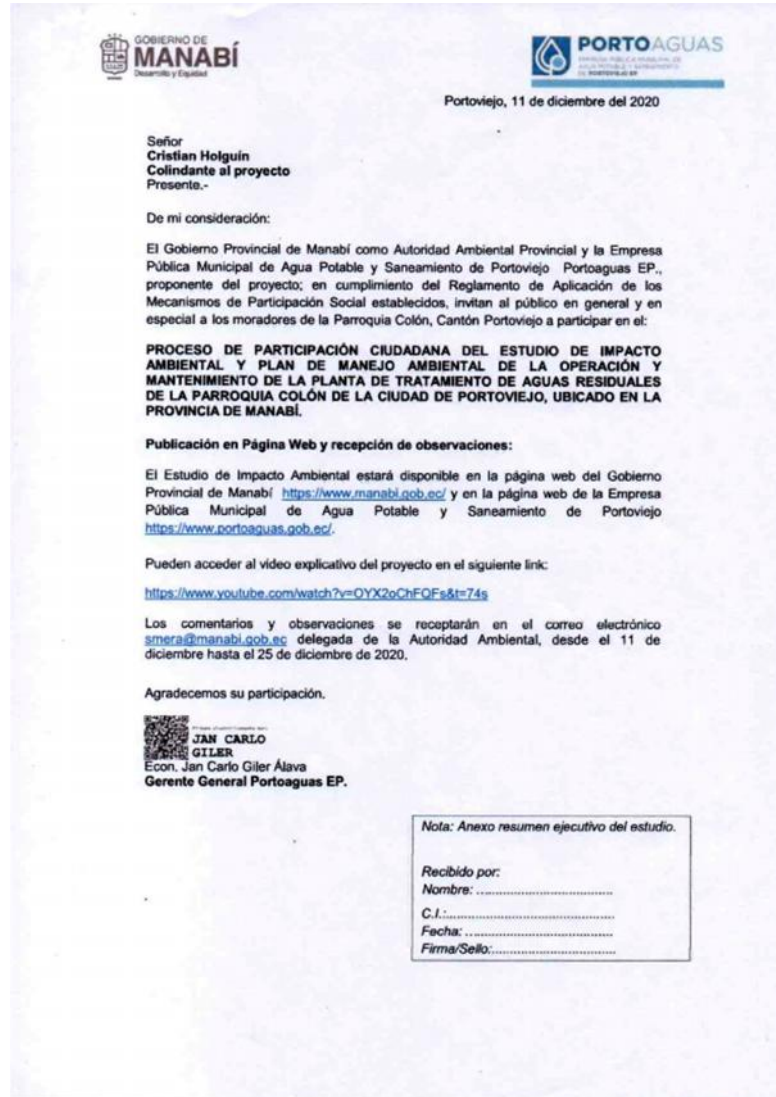 GOBIERNO DE
MANABÍ
Desarrollo y Equidad
PORTOAGUAS
EMPRESA PÚBLICA MUNICIPAL DE
AGUA POTABLE Y SANEAMIENTO
DE PORTOVIEJO EP
Portoviejo, 11 de diciembre del 2020
Señor
Cristian Holguín
Colindante al proyecto
Presente.-
De mi consideración:
El Gobierno Provincial de Manabí como Autoridad Ambiental Provincial y la Empresa
Pública Municipal de Agua Potable y Saneamiento de Portoviejo Portoaguas EP.,
proponente del proyecto; en cumplimiento del Reglamento de Aplicación de los
Mecanismos de Participación Social establecidos, invitan al público en general y en
especial a los moradores de la Parroquia Colón, Cantón Portoviejo a participar en el:
PROCESO DE PARTICIPACIÓN CIUDADANA DEL ESTUDIO DE IMPACTO
AMBIENTAL Y PLAN DE MANEJO AMBIENTAL DE LA OPERACIÓN Y
MANTENIMIENTO DE LA PLANTA DE TRATAMIENTO DE AGUAS RESIDUALES
DE LA PARROQUIA COLÓN DE LA CIUDAD DE PORTOVIEJO, UBICADO EN LA
PROVINCIA DE MANABÍ.
Publicación en Página Web y recepción de observaciones:
El Estudio de Impacto Ambiental estará disponible en la página web del Gobierno
Provincial de Manabí https://www.manabi.gob.ec/ y en la página web de la Empresa
Pública Municipal de Agua Potable y Saneamiento de Portoviejo
https://www.portoaguas.gob.ec/.
Pueden acceder al video explicativo del proyecto en el siguiente link:
https://www.youtube.com/watch?v=OYX2oChFQFs&t=74s
Los comentarios y observaciones se receptarán en el correo electrónico
smera@manabi.gob.ec delegada de la Autoridad Ambiental, desde el 11 de
diciembre hasta el 25 de diciembre de 2020.
Agradecemos su participación.
JAN CARLO
GILER
Econ. Jan Carlo Giler Álava
Gerente General Portoaguas EP.
Nota: Anexo resumen ejecutivo del estudio.
Recibido por:
Nombre: ..................................
C.I.:...........................................
Fecha: .....................................
Firma/Sello:...............................